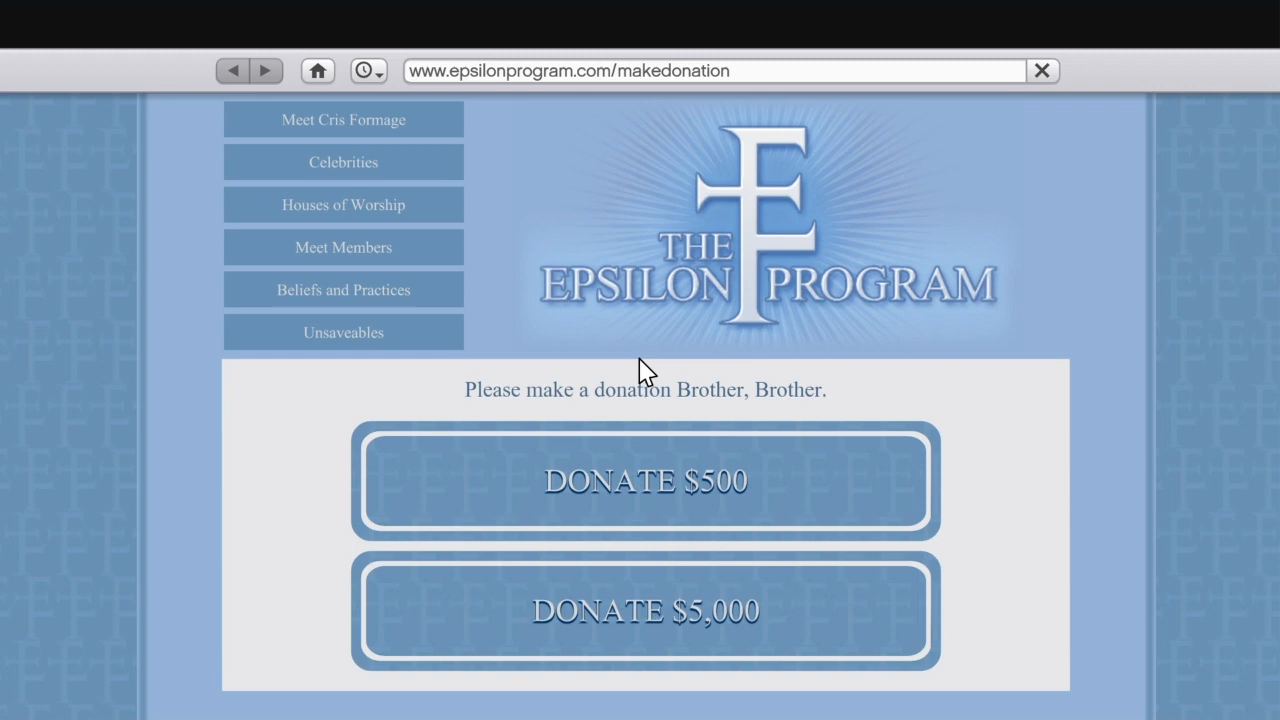 www.epsilonprogram.com/makedonation
Meet Cris Formage
Celebrities
Houses of Worship
Meet Members
Beliefs and Practices
Unsaveables
THE
EPSILON PROGRAM
Please make a donation Brother, Brother.
DONATE $500
DONATE $5,000